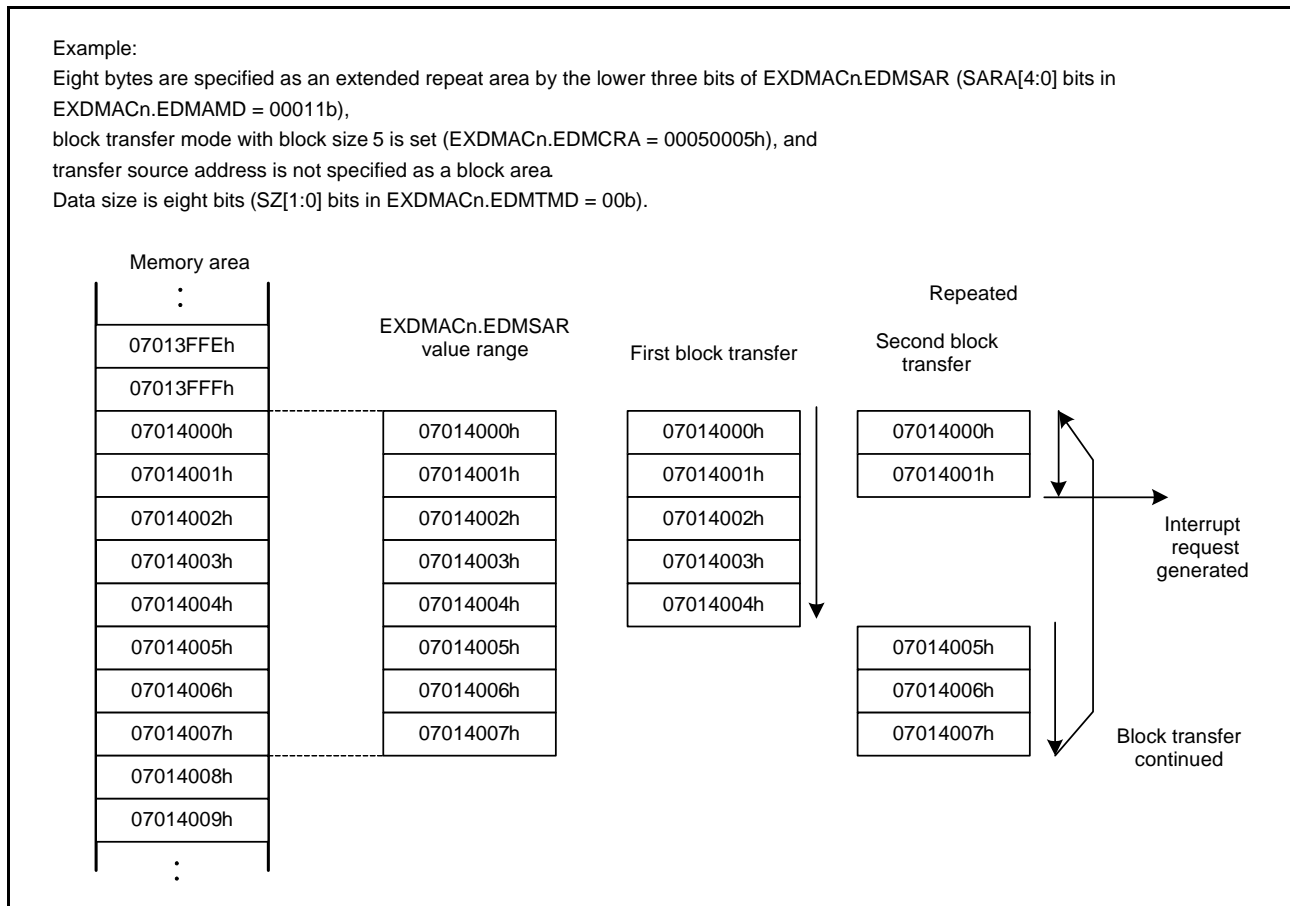 Example:
Eight bytes are specified as an extended repeat area by the lower three bits of EXDMACn.EDMSAR (SARA[4:0] bits in
EXDMACn.EDMAMD = 00011b),
block transfer mode with block size 5 is set (EXDMACn.EDMCRA = 00050005h), and
transfer source address is not specified as a block area.
Data size is eight bits (SZ[1:0] bits in EXDMACn.EDMTMD = 00b).
Memory area
:
07013FFEh
07013FFFh
07014000h
07014001h
07014002h
07014003h
07014004h
07014005h
07014006h
07014007h
07014008h
07014009h
:
EXDMACn.EDMSAR
value range
07014000h
07014001h
07014002h
07014003h
07014004h
07014005h
07014006h
07014007h
First block transfer
07014000h
07014001h
07014002h
07014003h
07014004h
Repeated
Second block
transfer
07014000h
07014001h
07014005h
07014006h
07014007h
Interrupt
request
generated
Block transfer
continued